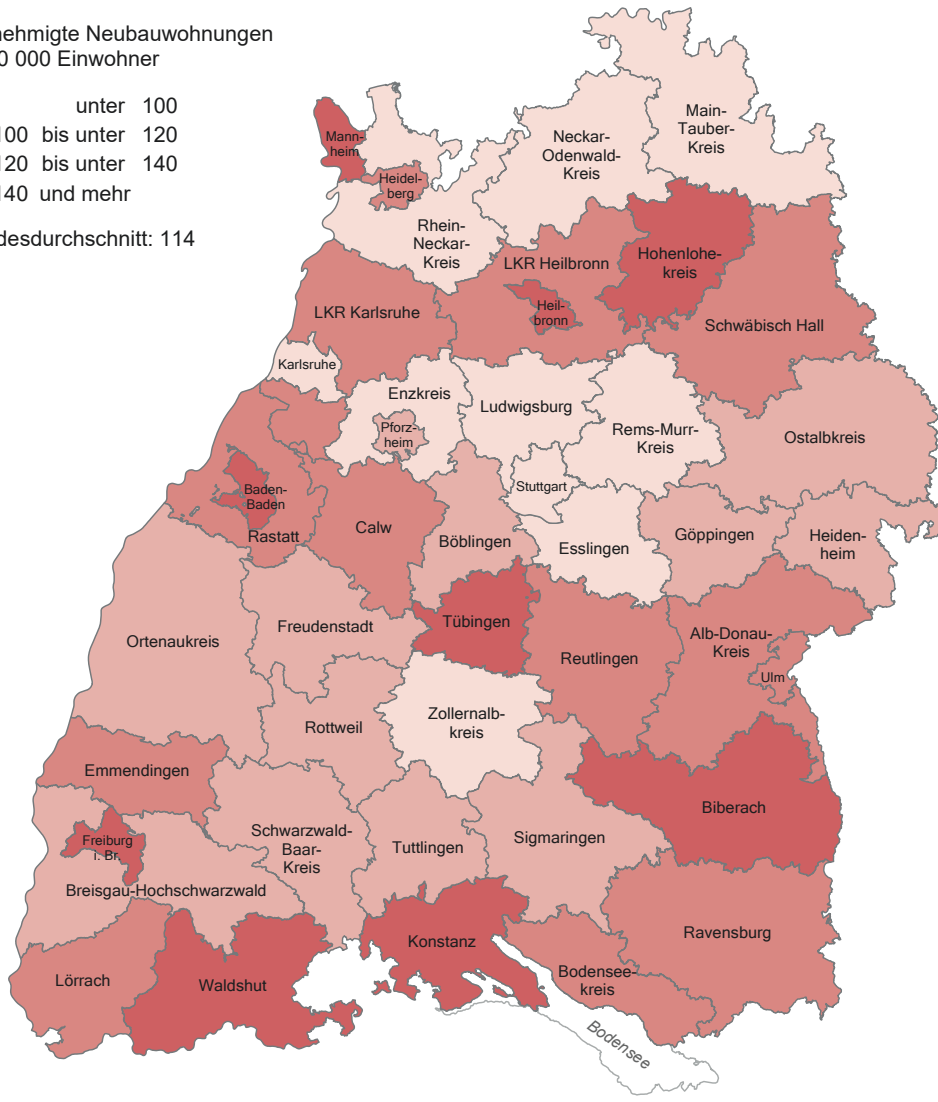 nehmigte Neubauwohnungen
0 000 Einwohner
unter 100
100 bis unter 120
120 bis unter 140
140 und mehr
desdurchschnitt: 114
Main-
Tauber-
Kreis
Neckar-
Odenwald-
Kreis
Mann-
heim
Heidel-
berg
Rhein-
Neckar-
Kreis
LKR Heilbronn
Hohenlohe-
kreis
Heil-
bronn
LKR Karlsruhe
Schwäbisch Hall
Karlsruhe
Enzkreis
Ludwigsburg
Pforz-
heim
Rems-Murr-
Kreis
Ostalbkreis
Stuttgart
Baden-
Baden
Rastatt
Calw
Böblingen
Esslingen
Göppingen
Heiden-
heim
Ortenaukreis
Freudenstadt
Tübingen
Reutlingen
Alb-Donau-
Kreis
Ulm
Rottweil
Zollernalb-
kreis
Emmendingen
Biberach
Freiburg
i. Br.
Schwarzwald-
Baar-
Kreis
Tuttlingen
Sigmaringen
Breisgau-Hochschwarzwald
Ravensburg
Konstanz
Lörrach
Waldshut
Bodensee-
kreis
Bodensee